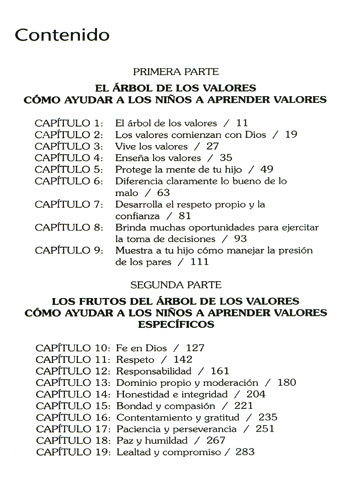 Contenido
PRIMERA PARTE
EL ÁRBOL DE LOS VALORES
CÓMO AYUDAR A LOS NIÑOS A APRENDER VALORES
CAPÍTULO 1: El árbol de los valores / 11
CAPÍTULO 2: Los valores comienzan con Dios / 19
CAPÍTULO 3: Vive los valores / 27
CAPÍTULO 4: Enseña los valores / 35
CAPÍTULO 5: Protege la mente de tu hijo / 49
CAPÍTULO 6: Diferencia claramente lo bueno de lo
malo / 63
CAPÍTULO 7: Desarrolla el respeto propio y la
confianza / 81
CAPÍTULO 8: Brinda muchas oportunidades para ejercitar
la toma de decisiones / 93
CAPÍTULO 9: Muestra a tu hijo cómo manejar la presión
de los pares / 111
SEGUNDA PARTE
LOS FRUTOS DEL ÁRBOL DE LOS VALORES
CÓMO AYUDAR A LOS NIÑOS A APRENDER VALORES
ESPECÍFICOS
CAPÍTULO 10: Fe en Dios / 127
CAPÍTULO 11: Respeto / 142
CAPÍTULO 12: Responsabilidad / 161
CAPÍTULO 13: Dominio propio y moderación / 180
CAPÍTULO 14: Honestidad e integridad / 204
CAPÍTULO 15: Bondad y compasión / 221
CAPÍTULO 16: Contentamiento y gratitud / 235
CAPÍTULO 17: Paciencia y perseverancia / 251
CAPÍTULO 18: Paz y humildad / 267
CAPÍTULO 19: Lealtad y compromiso / 283